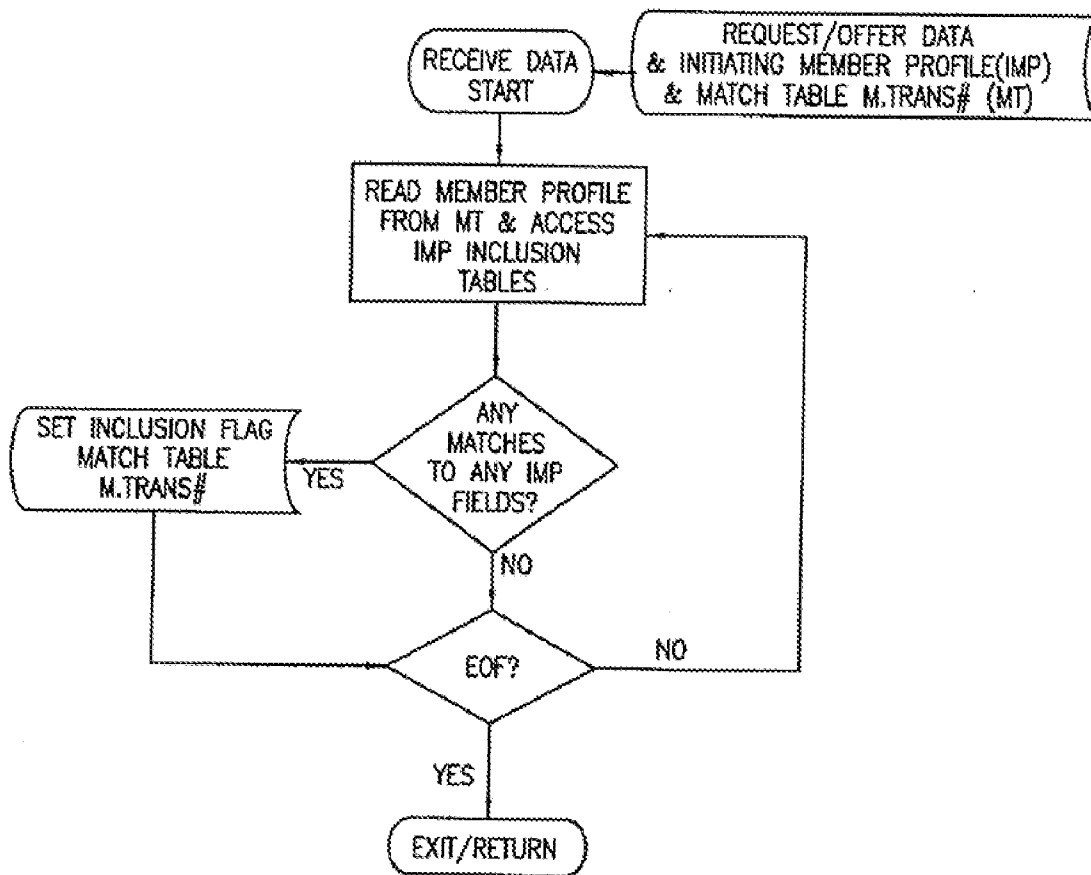 RECEIVE DATA
START
REQUEST/OFFER DATA
& INITIATING MEMBER PROFILE(IMP)
& MATCH TABLE M.TRANS# (MT)
READ MEMBER PROFILE
FROM MT & ACCESS
IMP INCLUSION
TABLES
ANY
MATCHES
TO ANY IMP
FIELDS?
YES
SET INCLUSION FLAG
MATCH TABLE
M.TRANS#
NO
EOF?
NO
YES
EXIT/RETURN